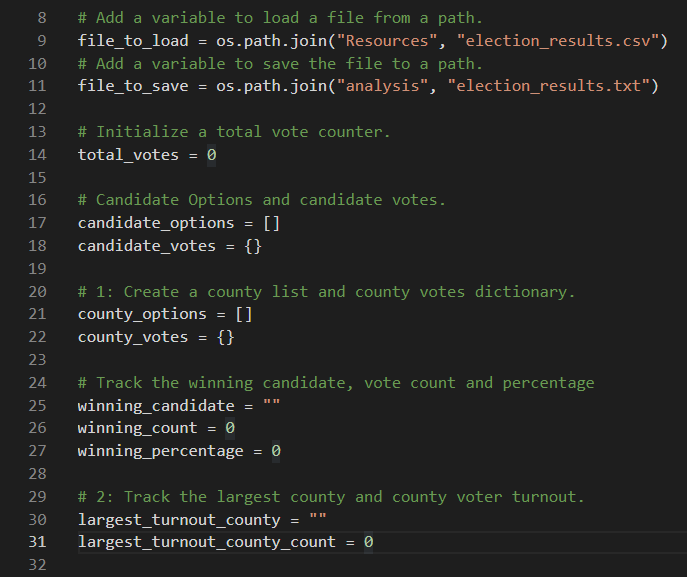 8 # Add a variable to load a file from a path.
9 file_to_load = os.path.join("Resources", "election_results.csv")
10 # Add a variable to save the file to a path.
11 file_to_save = os.path.join("analysis", "election_results.txt")
12
13 # Initialize a total vote counter.
14 total_votes = 0
15
16 # Candidate Options and candidate votes.
17 candidate_options = []
18 candidate_votes = {}
19
20 # 1: Create a county list and county votes dictionary.
21 county_options = []
22 county_votes = {}
23
24 # Track the winning candidate, vote count and percentage
25 winning_candidate = ""
26 winning_count = 0
27 winning_percentage = 0
28
29 # 2: Track the largest county and county voter turnout.
30 largest_turnout_county = ""
31 largest_turnout_county_count = 0
32